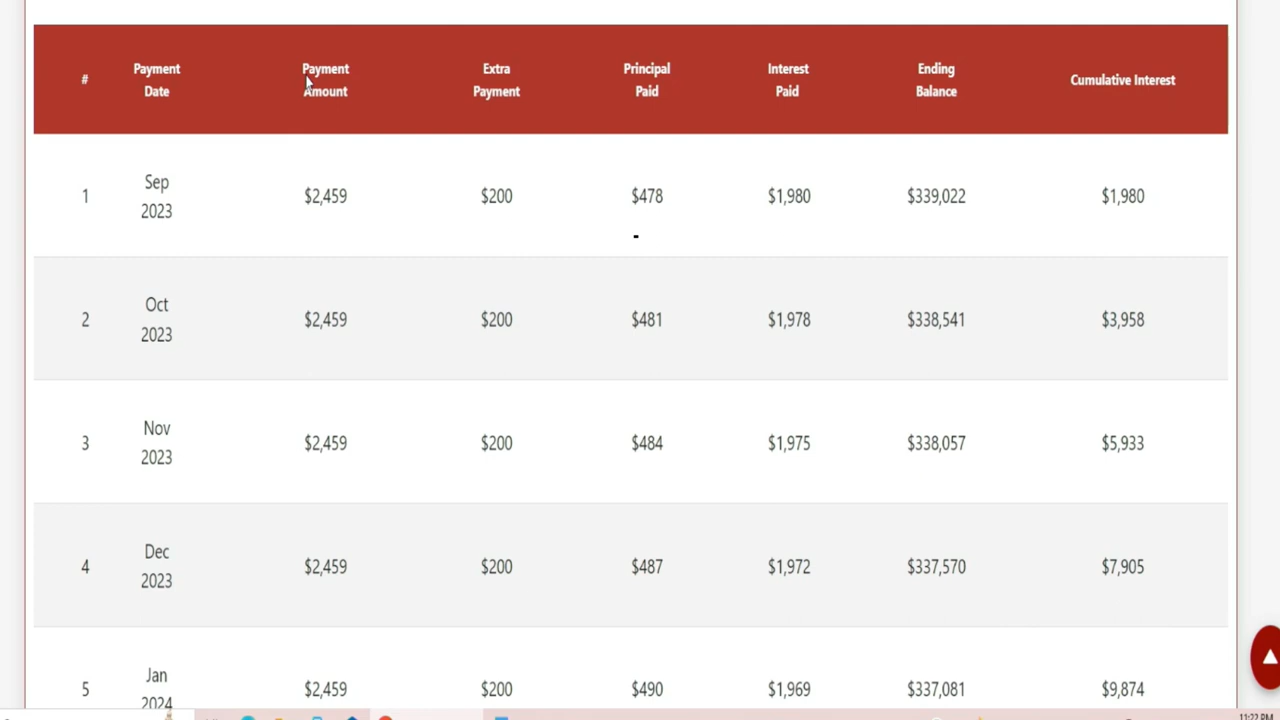 # Payment Date Payment Amount Extra Payment Principal Paid Interest Paid Ending Balance Cumulative Interest
1 Sep 2023 $2,459 $200 $478 $1,980 $339,022 $1,980
-
2 Oct 2023 $2,459 $200 $481 $1,978 $338,541 $3,958
3 Nov 2023 $2,459 $200 $484 $1,975 $338,057 $5,933
4 Dec 2023 $2,459 $200 $487 $1,972 $337,570 $7,905
5 Jan 2024 $2,459 $200 $490 $1,969 $337,081 $9,874
11:22 PM